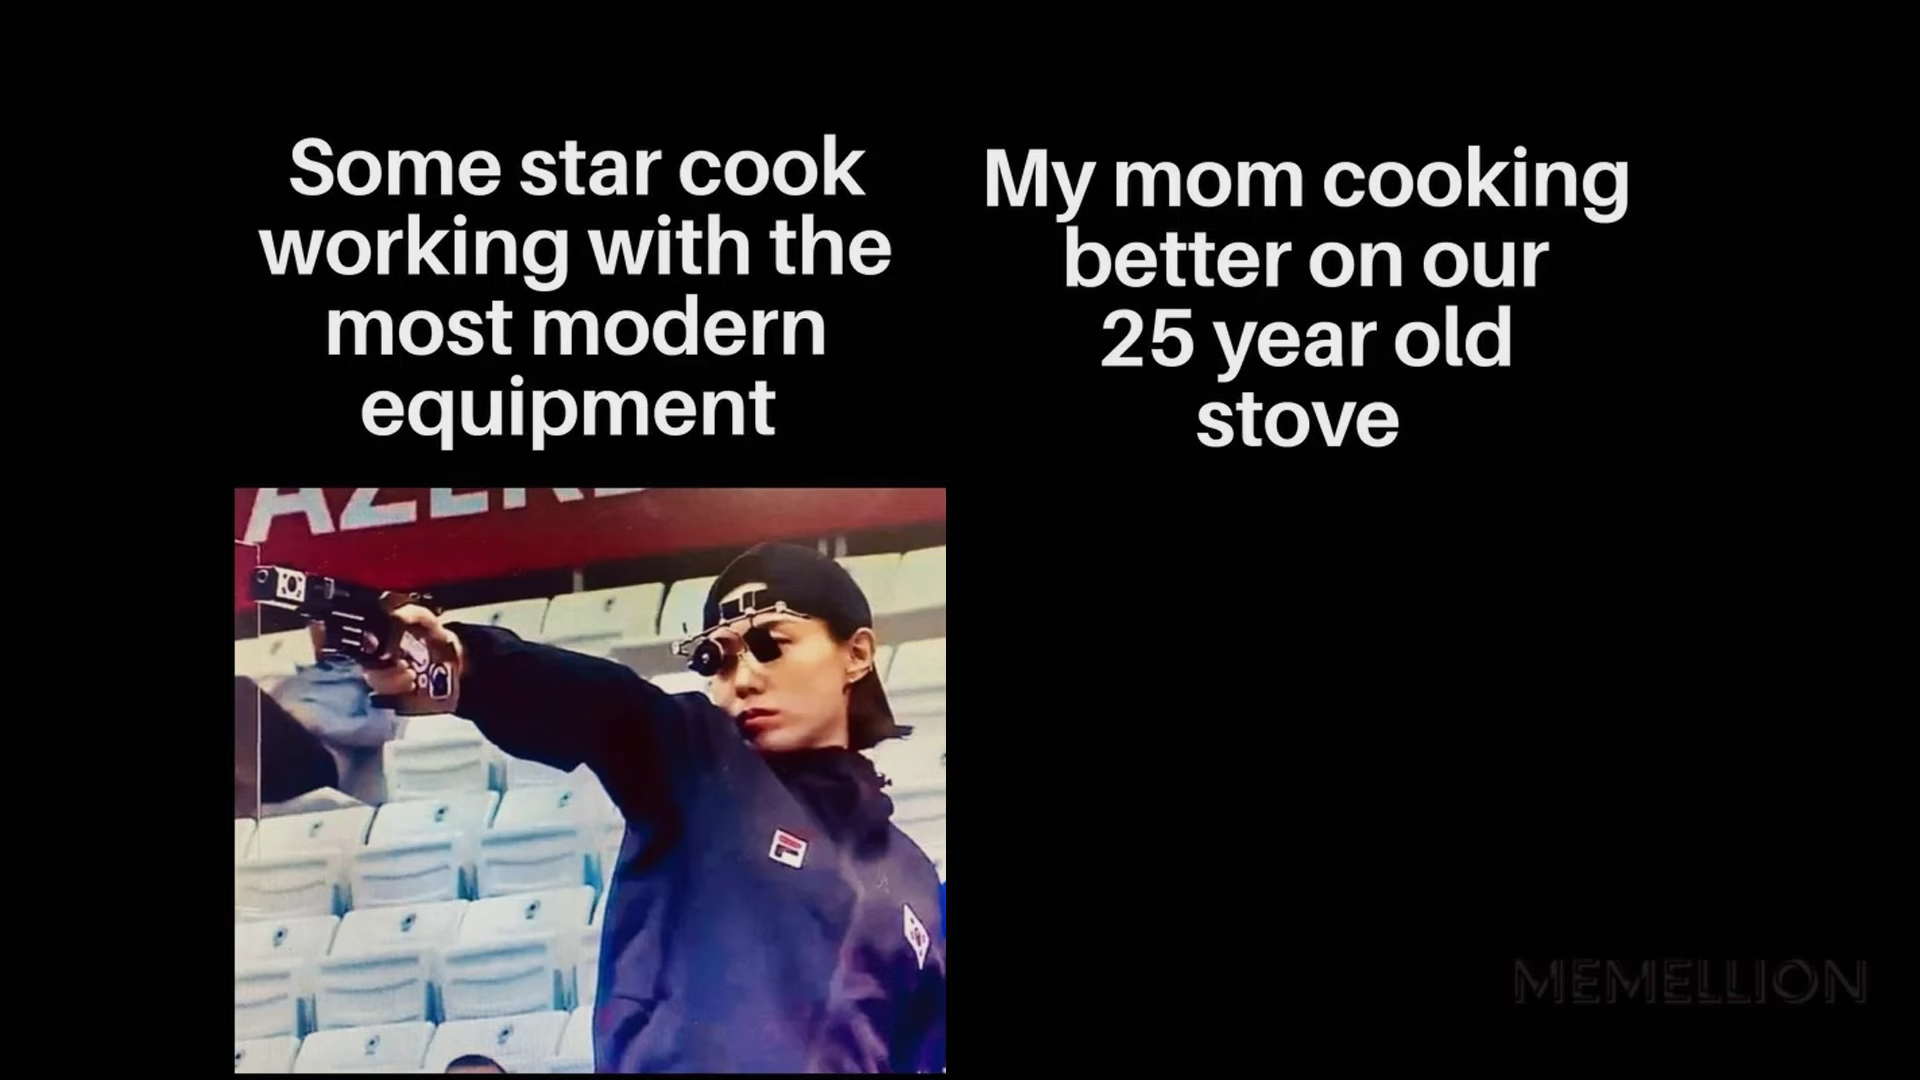 Some star cook
working with the
most modern
equipment
My mom cooking
better on our
25 year old
stove
MEMELLION